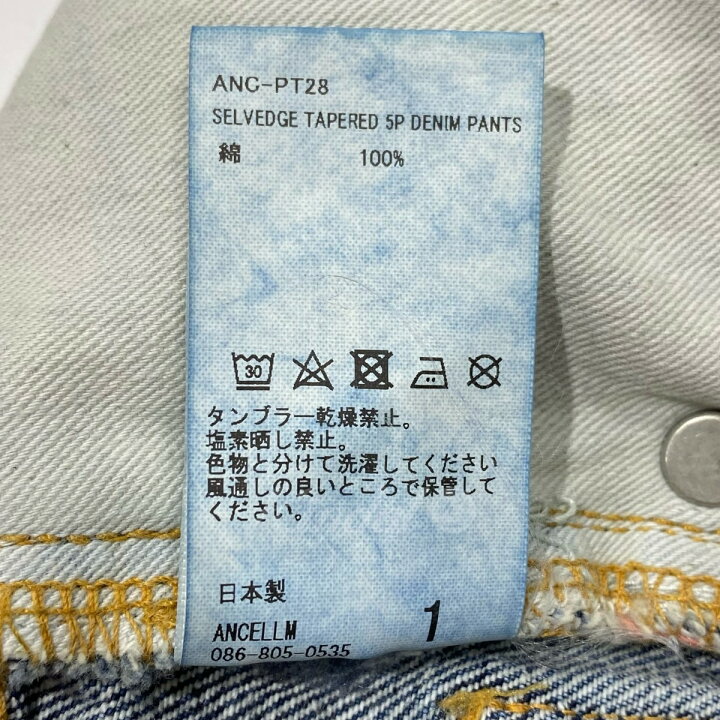 ANC-PT28
SELVEDGE TAPERED 5P DENIM PANTS
綿 100%
30
タンブラー乾燥禁止。
塩素晒し禁止。
色物と分けて洗濯してください
風通しの良いところで保管して
ください。
日本製
ANCELLM 1
086-805-0535